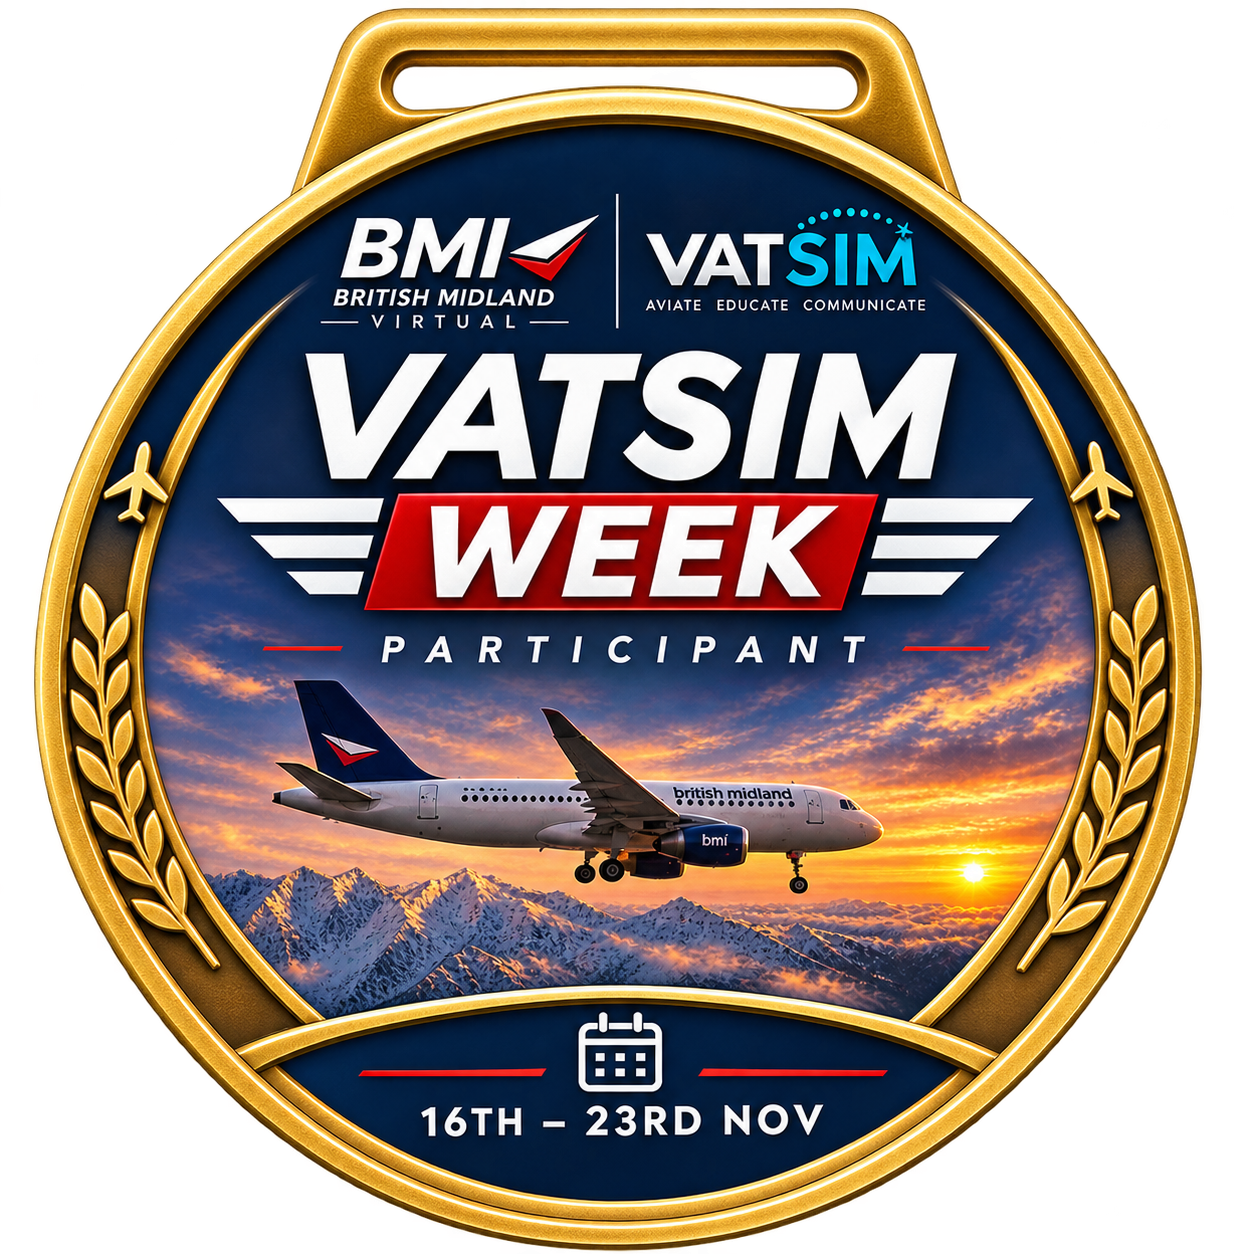 BMI
BRITISH MIDLAND
VIRTUAL
VATSIM
AVIATE EDUCATE COMMUNICATE
VATSIM
WEEK
PARTICIPANT
british midland
bmi
16TH – 23RD NOV